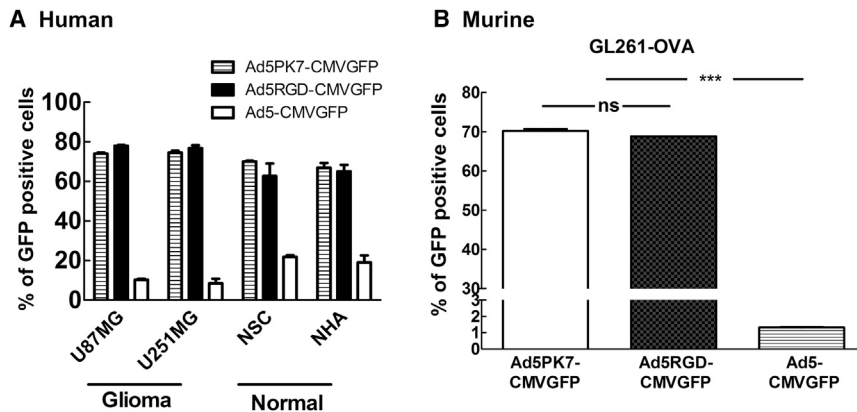 A Human
Ad5PK7-CMVGFP
Ad5RGD-CMVGFP
Ad5-CMVGFP
% of GFP positive cells
100
80
60
40
20
0
U87MG
U251MG
NSC
NHA
Glioma
Normal
B Murine
GL261-OVA
***
ns
% of GFP positive cells
80
70
60
50
40
30
3
2
1
0
Ad5PK7-
CMVGFP
Ad5RGD-
CMVGFP
Ad5-
CMVGFP